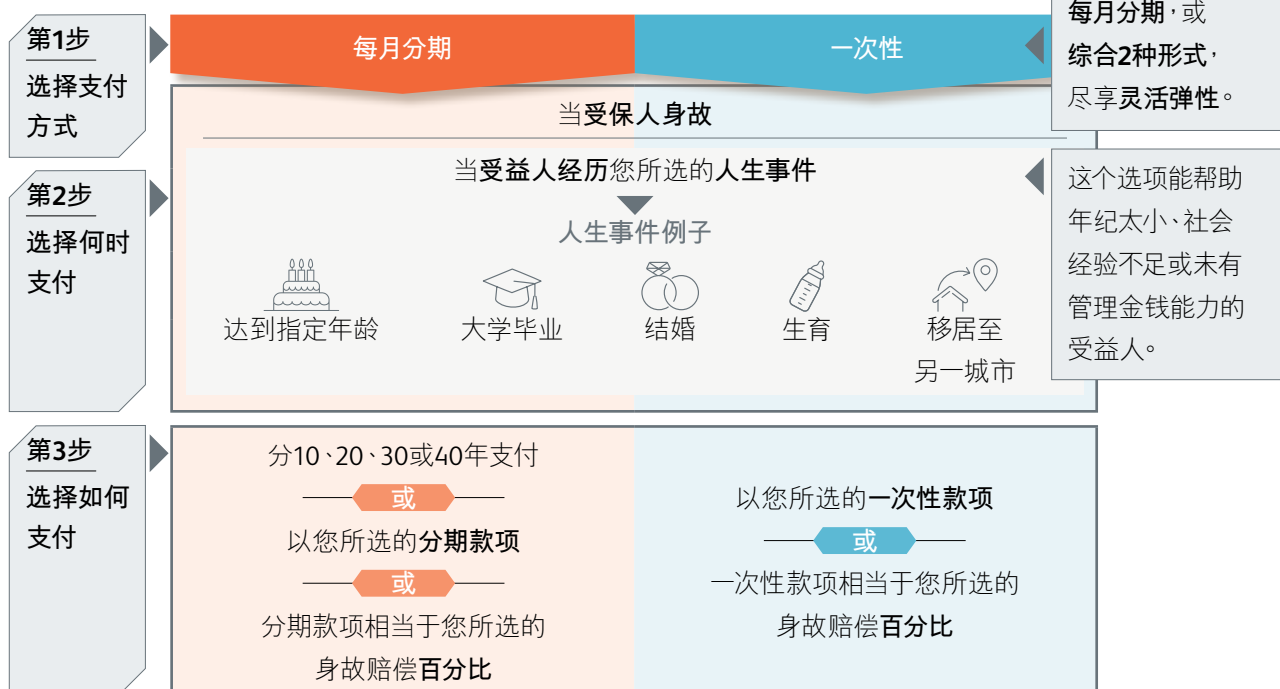 第1步
选择支付
方式
每月分期
一次性
每月分期,或
综合2种形式,
尽享灵活弹性。
当受保人身故
第2步
选择何时
支付
当受益人经历您所选的人生事件
人生事件例子
达到指定年龄
大学毕业
结婚
生育
移居至
另一城市
这个选项能帮助
年纪太小、社会
经验不足或未有
管理金钱能力的
受益人。
第3步
选择如何
支付
分10、20、30或40年支付
或
以您所选的分期款项
或
分期款项相当于您所选的
身故赔偿百分比
以您所选的一次性款项
或
一次性款项相当于您所选的
身故赔偿百分比